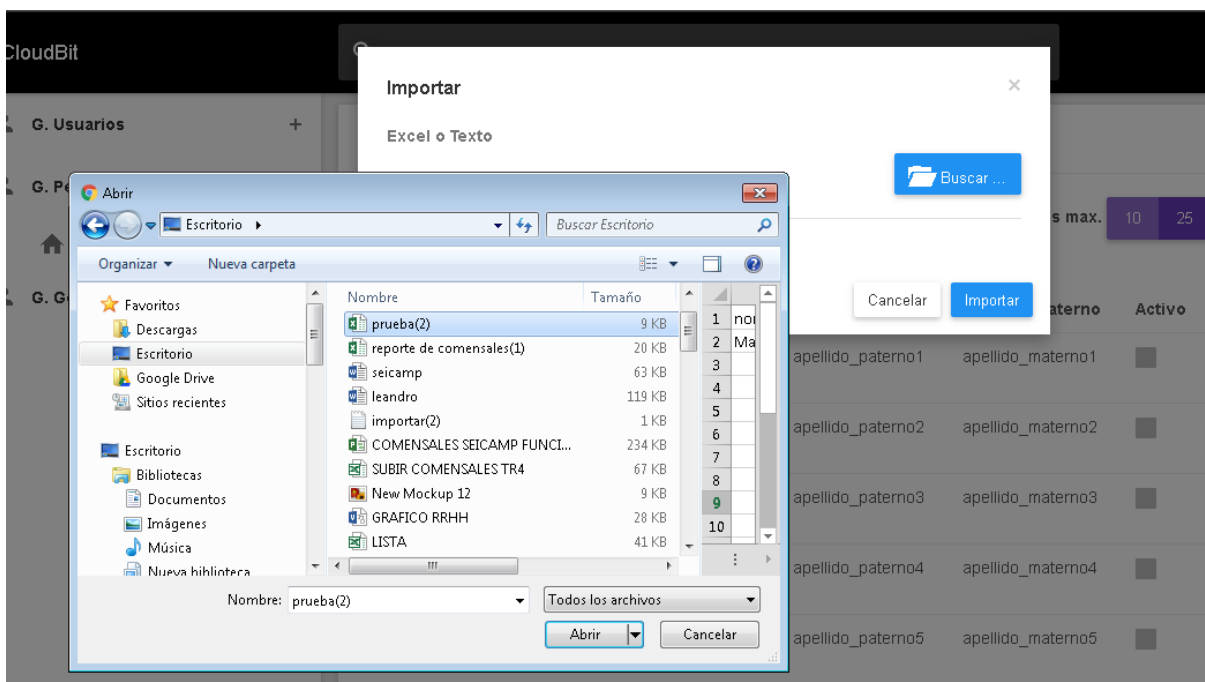 CloudBit
Importar ×
Excel o Texto
Buscar ...
G. Usuarios +
G. Pe
G. Ge
s max. 10 25
Cancelar Importar
aterno Activo
apellido_paterno1 apellido_materno1
apellido_paterno2 apellido_materno2
apellido_paterno3 apellido_materno3
apellido_paterno4 apellido_materno4
apellido_paterno5 apellido_materno5
Abrir
Escritorio
Buscar Escritorio
Organizar Nueva carpeta
Favoritos
Descargas
Escritorio
Google Drive
Sitios recientes
Escritorio
Bibliotecas
Documentos
Imágenes
Música
Nueva biblioteca
Nombre Tamaño
prueba(2) 9 KB
reporte de comensales(1) 20 KB
seicamp 63 KB
leandro 119 KB
importar(2) 1 KB
COMENSALES SEICAMP FUNCI... 234 KB
SUBIR COMENSALES TR4 67 KB
New Mockup 12 9 KB
GRAFICO RRHH 28 KB
LISTA 41 KB
1 nor
2 Ma
3
4
5
6
7
8
9
10
Nombre: prueba(2) Todos los archivos
Abrir Cancelar